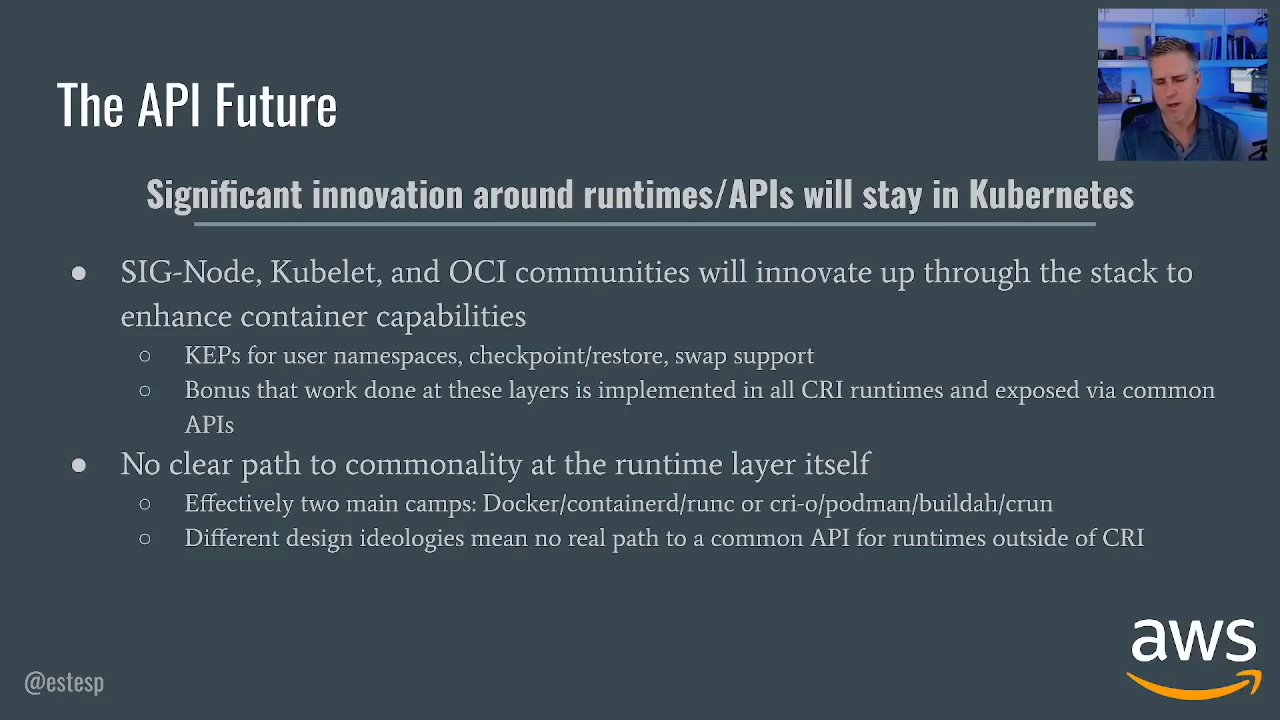 The API Future
Significant innovation around runtimes/APIs will stay in Kubernetes
● SIG-Node, Kubelet, and OCI communities will innovate up through the stack to
enhance container capabilities
○ KEPs for user namespaces, checkpoint/restore, swap support
○ Bonus that work done at these layers is implemented in all CRI runtimes and exposed via common
APIs
● No clear path to commonality at the runtime layer itself
○ Effectively two main camps: Docker/containerd/runc or cri-o/podman/buildah/crun
○ Different design ideologies mean no real path to a common API for runtimes outside of CRI
@estesp
aws